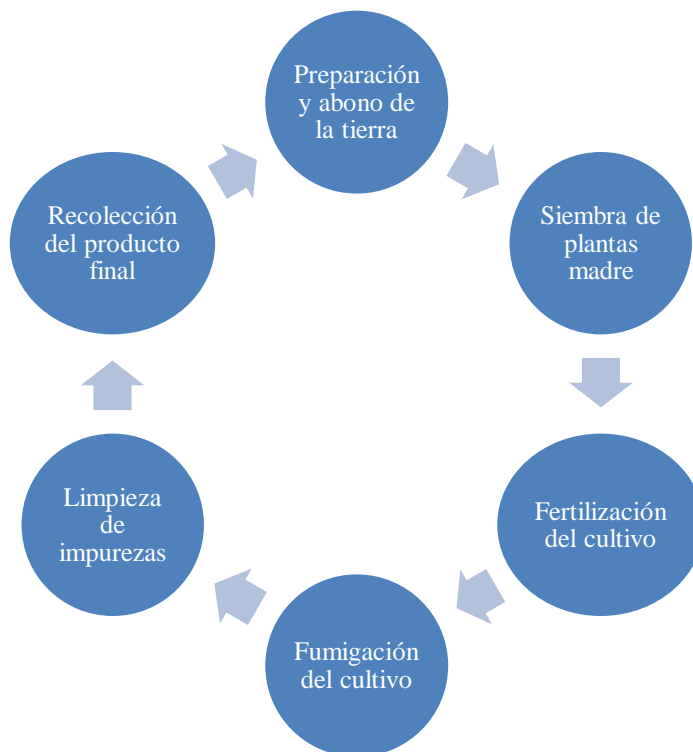 Preparación
y abono de
la tierra
Siembra de
plantas
madre
Fertilización
del cultivo
Fumigación
del cultivo
Limpieza
de
impurezas
Recolección
del producto
final